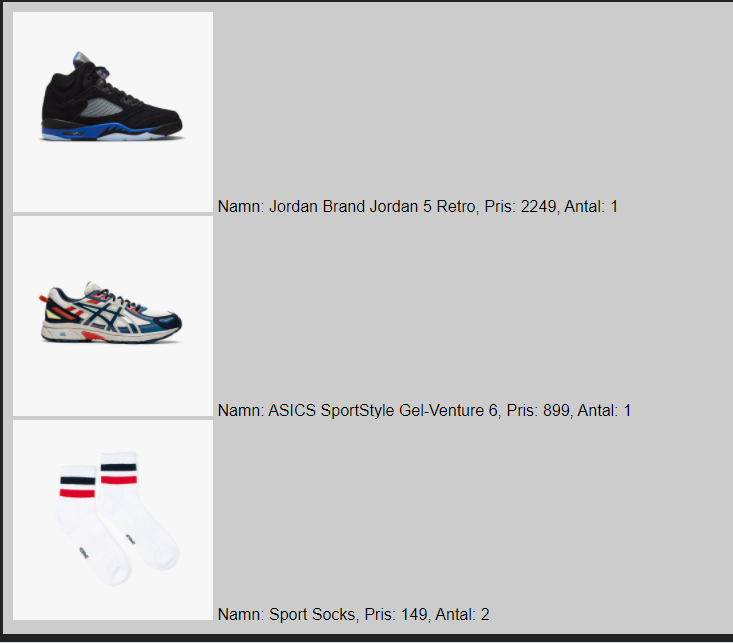 Namn: Jordan Brand Jordan 5 Retro, Pris: 2249, Antal: 1
Namn: ASICS SportStyle Gel-Venture 6, Pris: 899, Antal: 1
Namn: Sport Socks, Pris: 149, Antal: 2